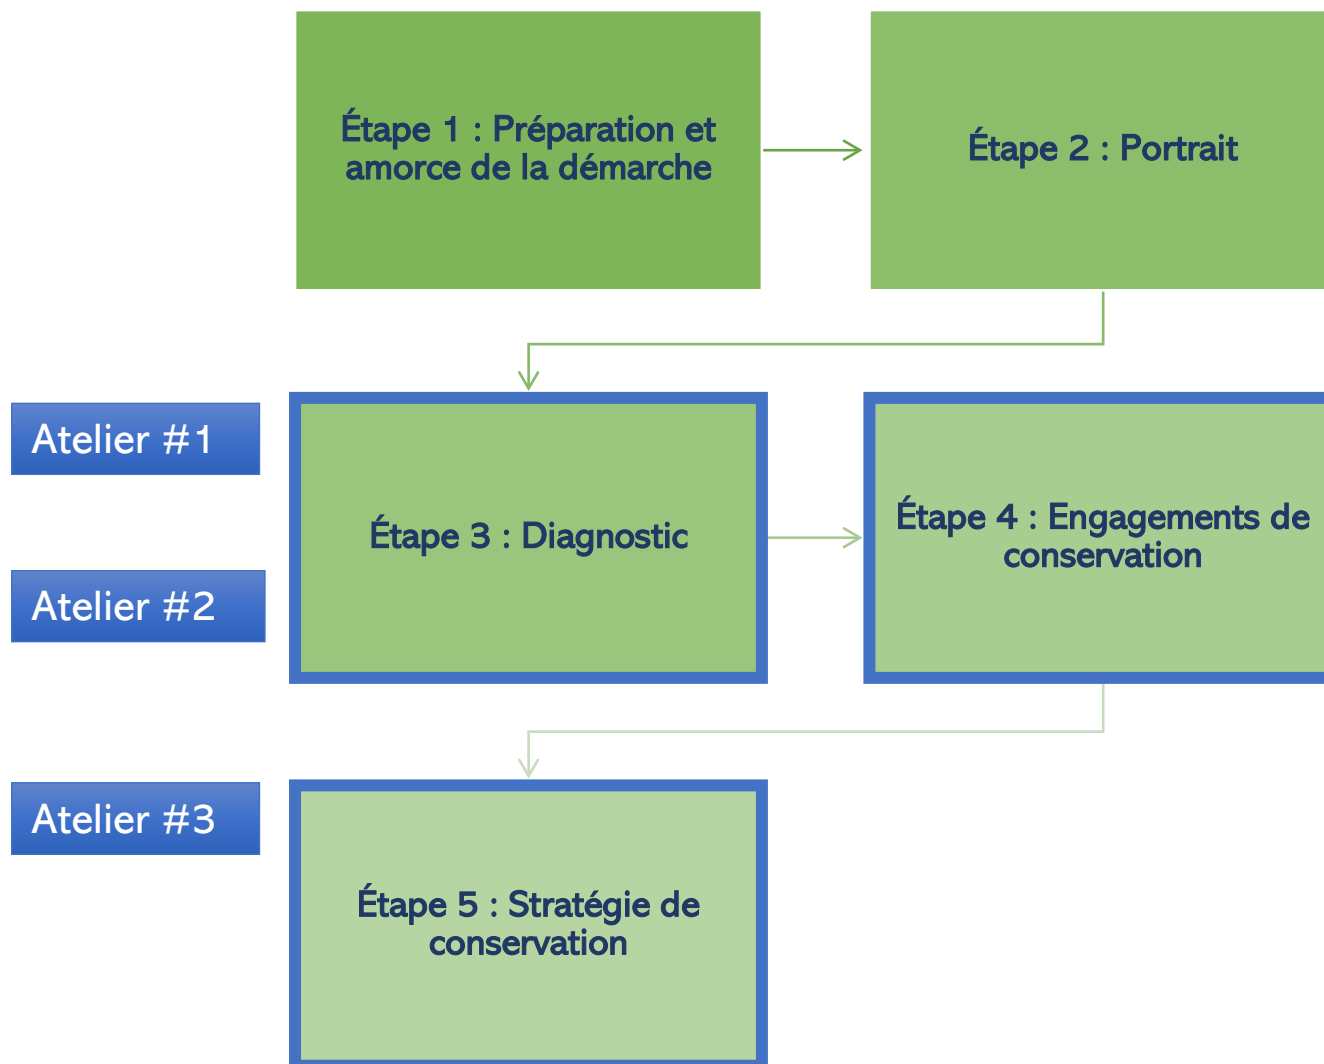 Étape 1 : Préparation et
amorce de la démarche
Étape 2 : Portrait
Atelier #1
Atelier #2
Étape 3 : Diagnostic
Étape 4 : Engagements de
conservation
Atelier #3
Étape 5 : Stratégie de
conservation